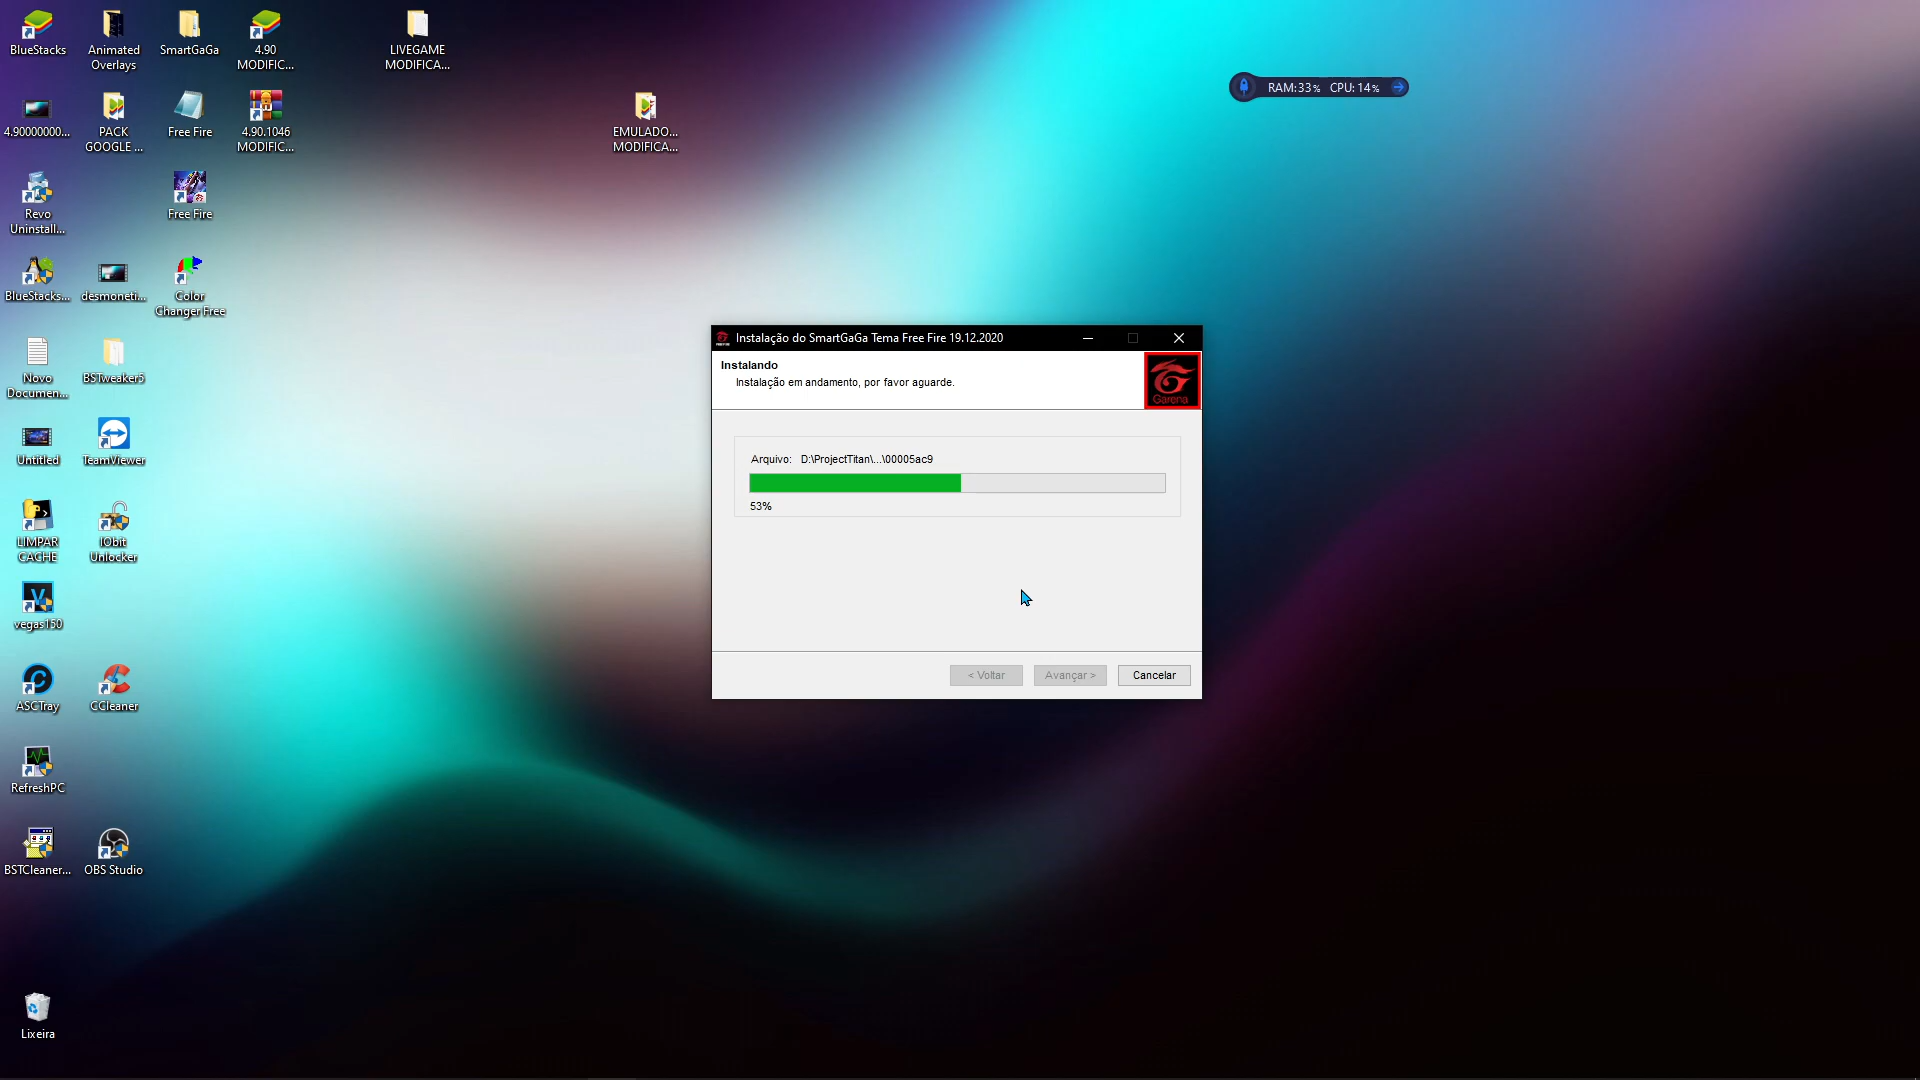 BlueStacks
Animated
Overlays
SmartGaGa
4.90
MODIFIC...
LIVEGAME
MODIFICA...
RAM:33% CPU: 14%
4.90000000...
PACK
GOOGLE ...
Free Fire
4.90.1046
MODIFIC...
EMULADO...
MODIFICA...
Revo
Uninstall...
Free Fire
BlueStacks...
desmoneti...
Color
Changer Free
Instalação do SmartGaGa Tema Free Fire 19.12.2020
Instalando
Instalação em andamento, por favor aguarde.
Garena
Novo
Documen...
BSTweaker5
Arquivo: D:\ProjectTitan\...\00005ac9
53%
Untitled
TeamViewer
LIMPAR
CACHE
IObit
Unlocker
vegas150
< Voltar
Avançar >
Cancelar
ASCTray
CCleaner
RefreshPC
BSTCleaner...
OBS Studio
Lixeira